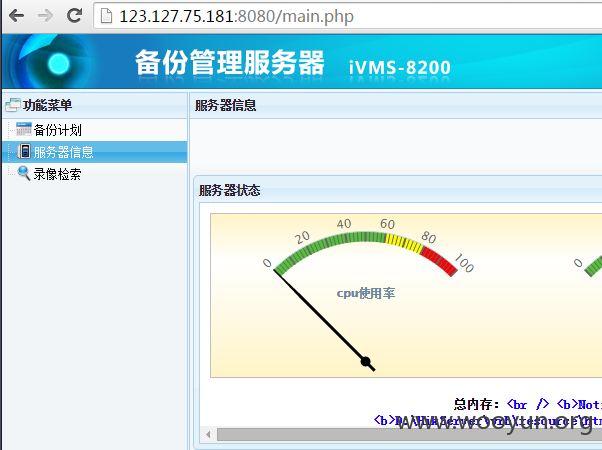 123.127.75.181:8080/main.php
备份管理服务器 iVMS-8200
功能菜单
备份计划
服务器信息
录像检索
服务器信息
服务器状态
0 20 40 60 80 100
0
cpu使用率
总内存: <br /> <b>Noti
www.wooyun.org